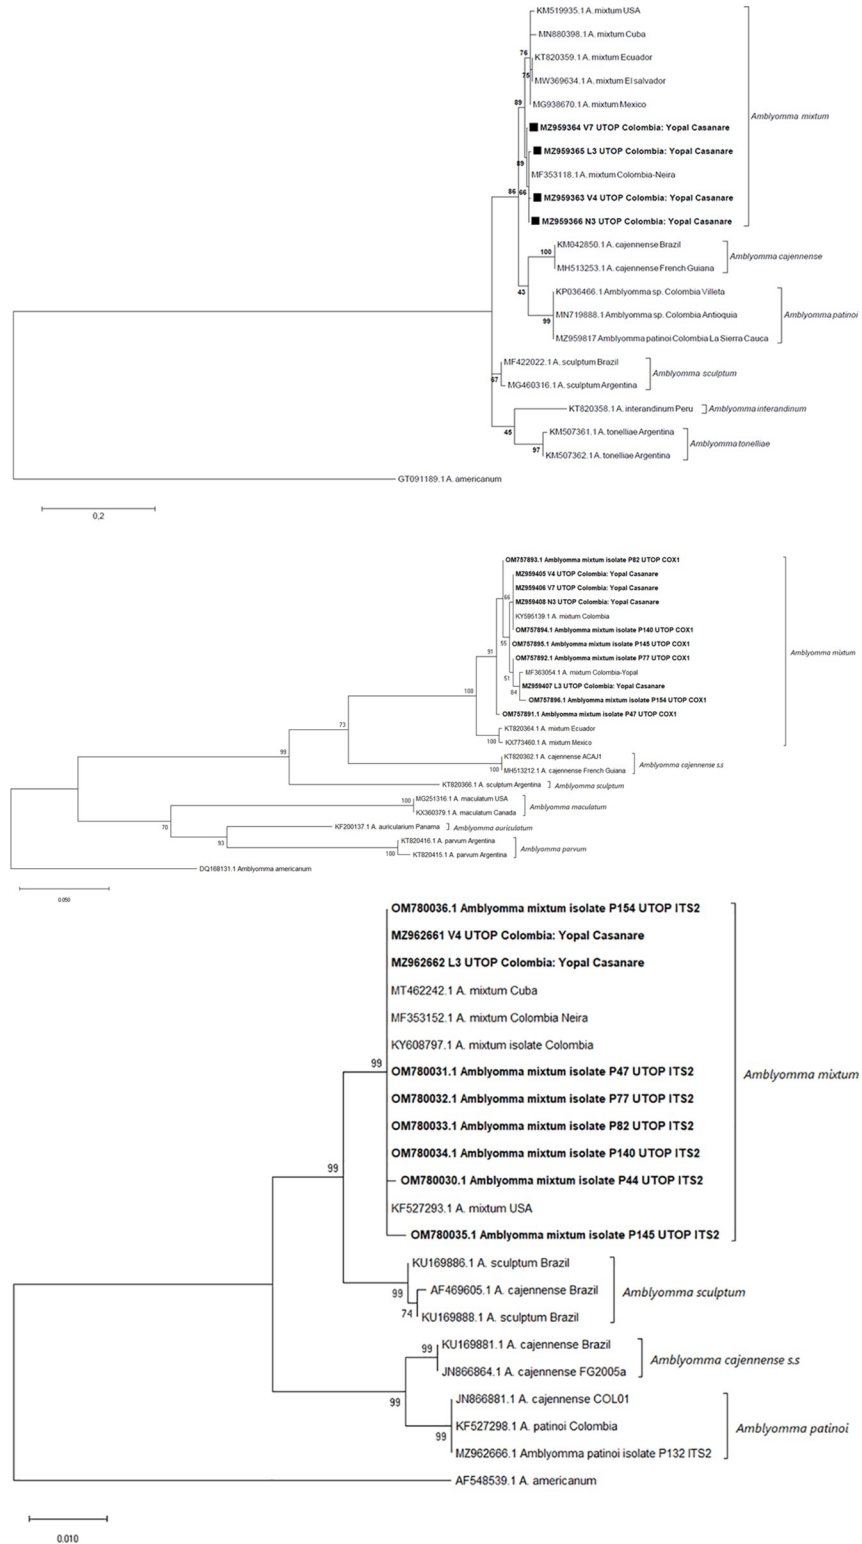 KM519935.1 A. mixtum USA
MN880398.1 A. mixtum Cuba
76
KT820359.1 A. mixtum Ecuador
75
MW369634.1 A. mixtum El salvador
89
MG938670.1 A. mixtum Mexico
Amblyomma mixtum
MZ959364 V7 UTOP Colombia: Yopal Casanare
MZ959365 L3 UTOP Colombia: Yopal Casanare
89
MF353118.1 A. mixtum Colombia-Neira
86
66
MZ959363 V4 UTOP Colombia: Yopal Casanare
MZ959366 N3 UTOP Colombia: Yopal Casanare
KM042850.1 A. cajennense Brazil
100
Amblyomma cajennense
MH513253.1 A. cajennense French Guiana
43
KP036466.1 Amblyomma sp. Colombia Villeta
MN719888.1 Amblyomma sp. Colombia Antioquia
Amblyomma patinoi
99
MZ959817 Amblyomma patinoi Colombia La Sierra Cauca
MF422022.1 A. sculptum Brazil
67
Amblyomma sculptum
MG460316.1 A. sculptum Argentina
KT820358.1 A. interandinum Peru
Amblyomma interandinum
45
KM507361.1 A. tonelliae Argentina
97
Amblyomma tonelliae
KM507362.1 A. tonelliae Argentina
GT091189.1 A. americanum
0,2
OM757893.1 Amblyomma mixtum isolate P82 UTOP COX1
MZ959405 V4 UTOP Colombia: Yopal Casanare
MZ959406 V7 UTOP Colombia: Yopal Casanare
66
MZ959408 N3 UTOP Colombia: Yopal Casanare
KY595139.1 A. mixtum Colombia
OM757894.1 Amblyomma mixtum isolate P140 UTOP COX1
55
OM757895.1 Amblyomma mixtum isolate P145 UTOP COX1
91
Amblyomma mixtum
OM757892.1 Amblyomma mixtum isolate P77 UTOP COX1
51
MF363054.1 A. mixtum Colombia-Yopal
MZ959407 L3 UTOP Colombia: Yopal Casanare
64
100
OM757896.1 Amblyomma mixtum isolate P154 UTOP COX1
OM757891.1 Amblyomma mixtum isolate P47 UTOP COX1
73
KT820364.1 A. mixtum Ecuador
100
KX773460.1 A. mixtum Mexico
99
KT820362.1 A. cajennense ACAJ1
100
Amblyomma cajennense s.s
MH513212.1 A. cajennense French Guiana
KT820366.1 A. sculptum Argentina
Amblyomma sculptum
100
MG251316.1 A. maculatum USA
Amblyomma maculatum
KX360379.1 A. maculatum Canada
70
KF200137.1 A. auricularium Panama
Amblyomma auriculatum
93
KT820416.1 A. parvum Argentina
100
Amblyomma parvum
KT820415.1 A. parvum Argentina
DQ168131.1 Amblyomma americanum
0.050
OM780036.1 Amblyomma mixtum isolate P154 UTOP ITS2
MZ962661 V4 UTOP Colombia: Yopal Casanare
MZ962662 L3 UTOP Colombia: Yopal Casanare
MT462242.1 A. mixtum Cuba
MF353152.1 A. mixtum Colombia Neira
KY608797.1 A. mixtum isolate Colombia
99
OM780031.1 Amblyomma mixtum isolate P47 UTOP ITS2
Amblyomma mixtum
OM780032.1 Amblyomma mixtum isolate P77 UTOP ITS2
OM780033.1 Amblyomma mixtum isolate P82 UTOP ITS2
OM780034.1 Amblyomma mixtum isolate P140 UTOP ITS2
99
OM780030.1 Amblyomma mixtum isolate P44 UTOP ITS2
KF527293.1 A. mixtum USA
OM780035.1 Amblyomma mixtum isolate P145 UTOP ITS2
KU169886.1 A. sculptum Brazil
99
AF469605.1 A. cajennense Brazil
Amblyomma sculptum
74
KU169888.1 A. sculptum Brazil
99
KU169881.1 A. cajennense Brazil
Amblyomma cajennense s.s
JN866864.1 A. cajennense FG2005a
99
JN866881.1 A. cajennense COL01
KF527298.1 A. patinoi Colombia
Amblyomma patinoi
99
MZ962666.1 Amblyomma patinoi isolate P132 ITS2
AF548539.1 A. americanum
0.010